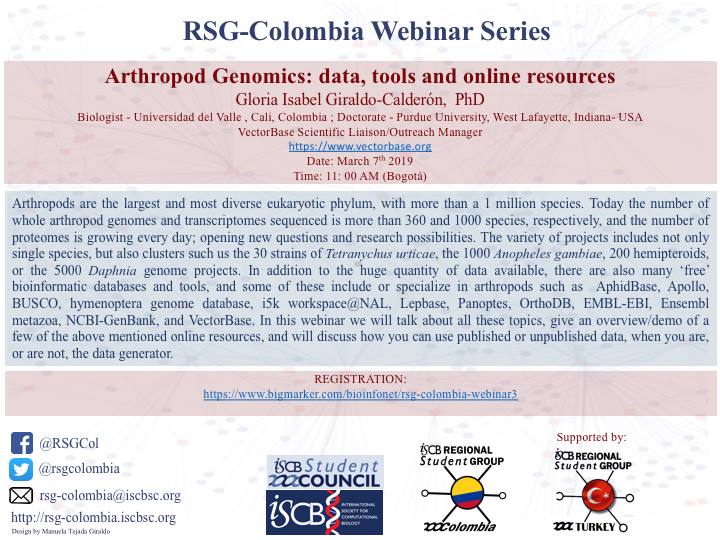 RSG-Colombia Webinar Series
Arthropod Genomics: data, tools and online resources
Gloria Isabel Giraldo-Calderón, PhD
Biologist - Universidad del Valle , Cali, Colombia ; Doctorate - Purdue University, West Lafayette, Indiana- USA
VectorBase Scientific Liaison/Outreach Manager
https://www.vectorbase.org
Date: March 7th 2019
Time: 11: 00 AM (Bogotá)
Arthropods are the largest and most diverse eukaryotic phylum, with more than a 1 million species. Today the number of
whole arthropod genomes and transcriptomes sequenced is more than 360 and 1000 species, respectively, and the number of
proteomes is growing every day; opening new questions and research possibilities. The variety of projects includes not only
single species, but also clusters such us the 30 strains of Tetranychus urticae, the 1000 Anopheles gambiae, 200 hemipteroids,
or the 5000 Daphnia genome projects. In addition to the huge quantity of data available, there are also many ‘free’
bioinformatic databases and tools, and some of these include or specialize in arthropods such as AphidBase, Apollo,
BUSCO, hymenoptera genome database, i5k workspace@NAL, Lepbase, Panoptes, OrthoDB, EMBL-EBI, Ensembl
metazoa, NCBI-GenBank, and VectorBase. In this webinar we will talk about all these topics, give an overview/demo of a
few of the above mentioned online resources, and will discuss how you can use published or unpublished data, when you are,
or are not, the data generator.
REGISTRATION:
https://www.bigmarker.com/bioinfonet/rsg-colombia-webinar3
@RSGCol
@rsgcolombia
rsg-colombia@iscbsc.org
http://rsg-colombia.iscbsc.org
Design by Manuela Tejada Giraldo
iSCB Student
COUNCIL
iSCB
INTERNATIONAL
SOCIETY FOR
COMPUTATIONAL
BIOLOGY
iSCB REGIONAL
Student GROUP
Colombia
Supported by:
iSCB REGIONAL
Student GROUP
TURKEY